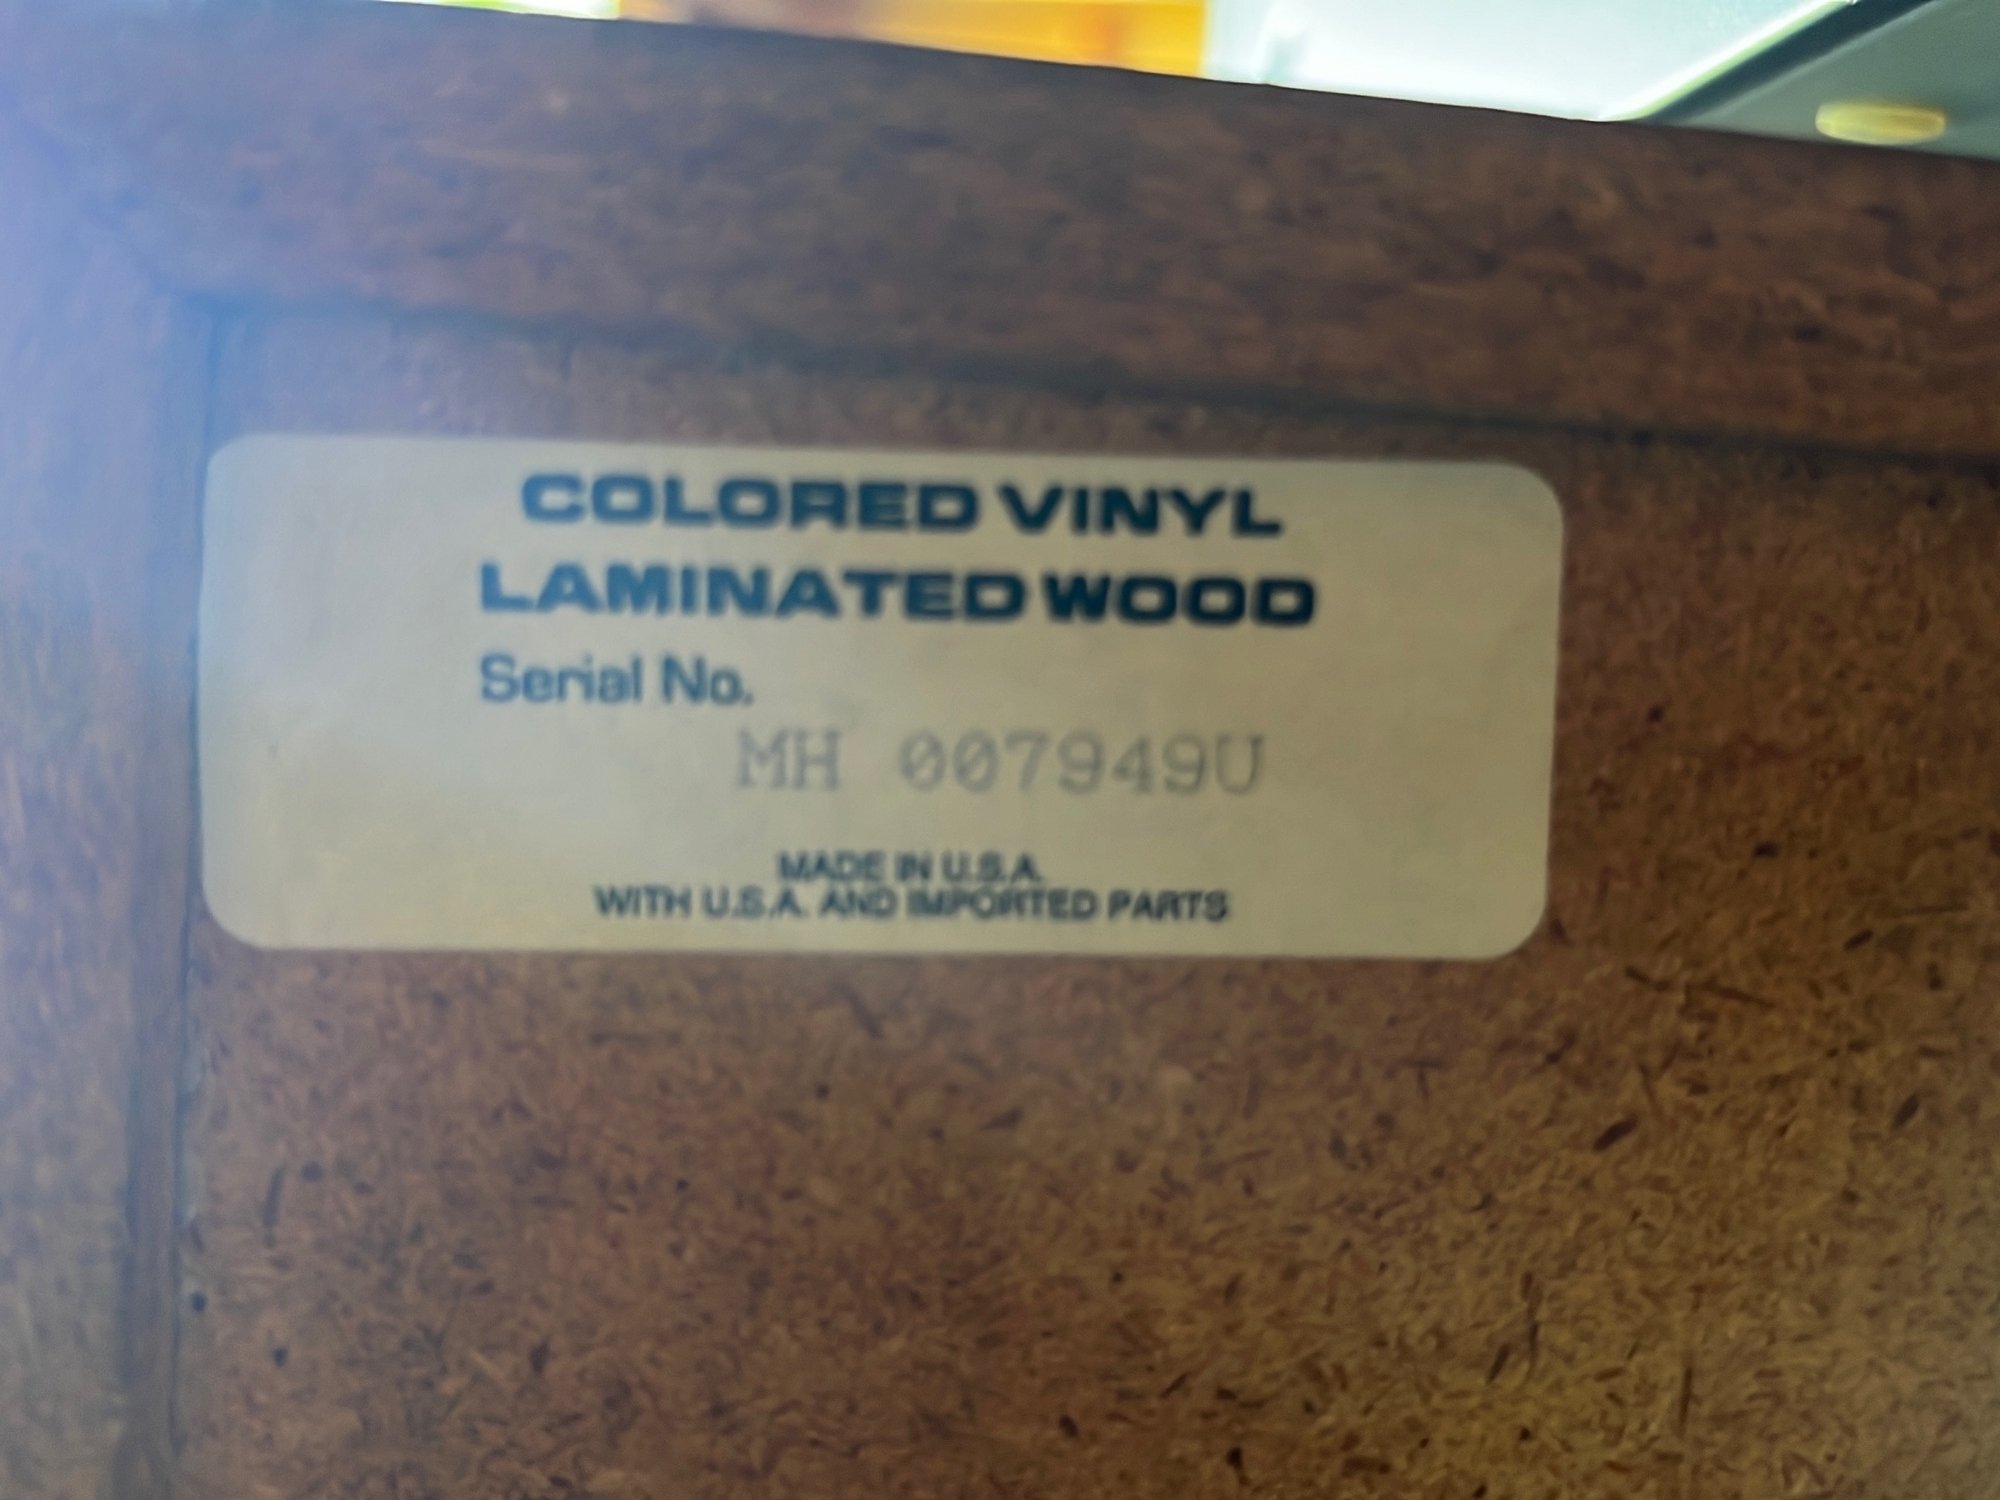 COLORED VINYL
LAMINATED WOOD
Serial No.
MH 007949U
MADE IN U.S.A.
WITH U.S.A. AND IMPORTED PARTS